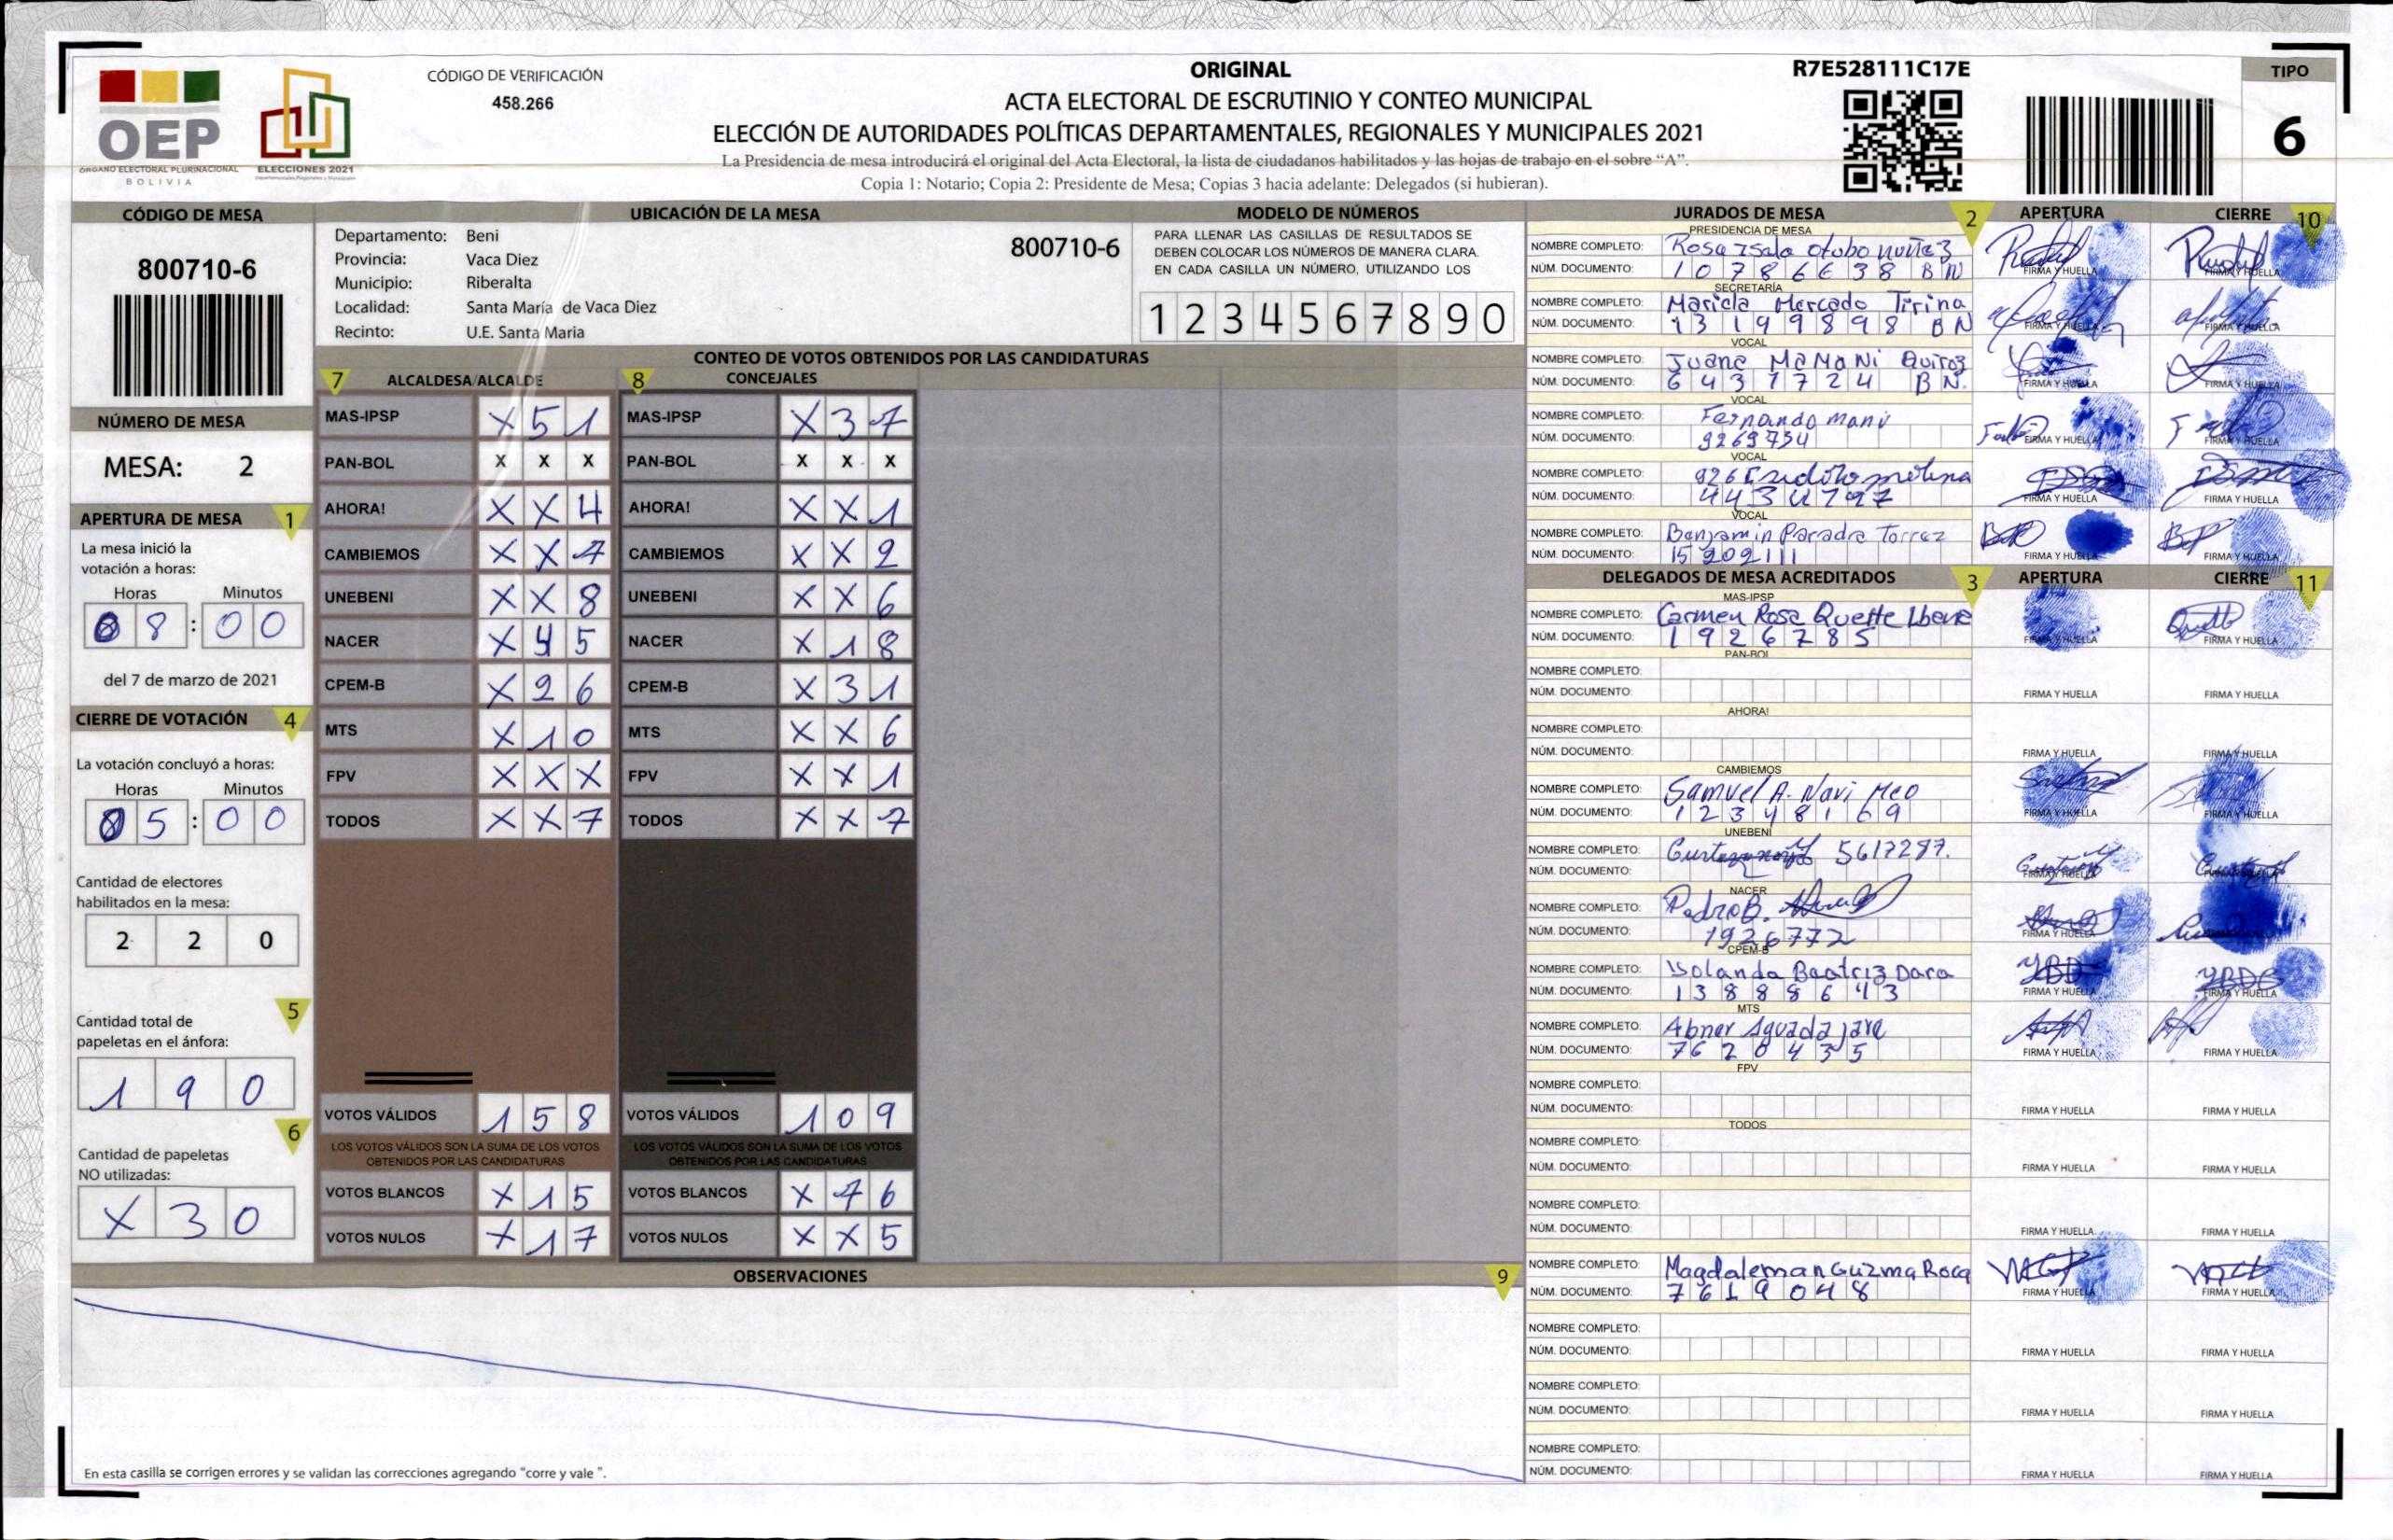 CÓDIGO DE VERIFICACIÓN
458.266
OEP
ÓRGANO ELECTORAL PLURINACIONAL
BOLIVIA
ELECCIONES 2021
ORIGINAL
ACTA ELECTORAL DE ESCRUTINIO Y CONTEO MUNICIPAL
ELECCIÓN DE AUTORIDADES POLÍTICAS DEPARTAMENTALES, REGIONALES Y MUNICIPALES 2021
La Presidencia de mesa introducirá el original del Acta Electoral, la lista de ciudadanos habilitados y las hojas de trabajo en el sobre “A”.
Copia 1: Notario; Copia 2: Presidente de Mesa; Copias 3 hacia adelante: Delegados (si hubieran).
R7E528111C17E
TIPO
6
CÓDIGO DE MESA
800710-6
NÚMERO DE MESA
MESA: 2
APERTURA DE MESA 1
La mesa inició la
votación a horas:
Horas Minutos
08:00
del 7 de marzo de 2021
CIERRE DE VOTACIÓN 4
La votación concluyó a horas:
Horas Minutos
05:00
Cantidad de electores
habilitados en la mesa:
2 2 0
5
Cantidad total de
papeletas en el ánfora:
1 9 0
6
Cantidad de papeletas
NO utilizadas:
X 3 0
UBICACIÓN DE LA MESA
Departamento: Beni
Provincia: Vaca Diez
Municipio: Riberalta
Localidad: Santa María de Vaca Diez
Recinto: U.E. Santa Maria
800710-6
MODELO DE NÚMEROS
PARA LLENAR LAS CASILLAS DE RESULTADOS SE
DEBEN COLOCAR LOS NÚMEROS DE MANERA CLARA.
EN CADA CASILLA UN NÚMERO, UTILIZANDO LOS
1 2 3 4 5 6 7 8 9 0
CONTEO DE VOTOS OBTENIDOS POR LAS CANDIDATURAS
7 ALCALDESA/ALCALDE 8 CONCEJALES
MAS-IPSP X 5 1 MAS-IPSP X 3 7
PAN-BOL X X X PAN-BOL X X X
AHORA! X X 4 AHORA! X X 1
CAMBIEMOS X X 7 CAMBIEMOS X X 2
UNEBENI X X 8 UNEBENI X X 6
NACER X 4 5 NACER X 1 8
CPEM-B X 2 6 CPEM-B X 3 1
MTS X 1 0 MTS X X 6
FPV X X X FPV X X 1
TODOS X X 7 TODOS X X 7
VOTOS VÁLIDOS 1 5 8 VOTOS VÁLIDOS 1 0 9
LOS VOTOS VÁLIDOS SON LA SUMA DE LOS VOTOS
OBTENIDOS POR LAS CANDIDATURAS
LOS VOTOS VÁLIDOS SON LA SUMA DE LOS VOTOS
OBTENIDOS POR LAS CANDIDATURAS
VOTOS BLANCOS X 1 5 VOTOS BLANCOS X 7 6
VOTOS NULOS X 1 7 VOTOS NULOS X X 5
OBSERVACIONES 9
En esta casilla se corrigen errores y se validan las correcciones agregando "corre y vale ".
JURADOS DE MESA 2 APERTURA CIERRE 10
PRESIDENCIA DE MESA
NOMBRE COMPLETO: Rosa Isala Otubo nuñez
NÚM. DOCUMENTO: 10786638 BN FIRMA Y HUELLA FIRMA Y HUELLA
SECRETARÍA
NOMBRE COMPLETO: Maricla Mercado Tirina
NÚM. DOCUMENTO: 13199898 BN FIRMA Y HUELLA FIRMA Y HUELLA
VOCAL
NOMBRE COMPLETO: Juana MaMaNi Quiroz
NÚM. DOCUMENTO: 6431724 BN. FIRMA Y HUELLA FIRMA Y HUELLA
VOCAL
NOMBRE COMPLETO: Fernando mani
NÚM. DOCUMENTO: 9269734 FIRMA Y HUELLA FIRMA Y HUELLA
VOCAL
NOMBRE COMPLETO: molina
NÚM. DOCUMENTO: FIRMA Y HUELLA FIRMA Y HUELLA
VOCAL
NOMBRE COMPLETO: Benjamin Parada Torrez
NÚM. DOCUMENTO: 15202111 FIRMA Y HUELLA FIRMA Y HUELLA
DELEGADOS DE MESA ACREDITADOS 3 APERTURA CIERRE 11
MAS-IPSP
NOMBRE COMPLETO: Carmen Rosa Quette
NÚM. DOCUMENTO: 1926785 FIRMA Y HUELLA FIRMA Y HUELLA
PAN-BOL
NOMBRE COMPLETO:
NÚM. DOCUMENTO: FIRMA Y HUELLA FIRMA Y HUELLA
AHORA!
NOMBRE COMPLETO:
NÚM. DOCUMENTO: FIRMA Y HUELLA FIRMA Y HUELLA
CAMBIEMOS
NOMBRE COMPLETO: Samuel A. Navi Meo
NÚM. DOCUMENTO: 12348169 FIRMA Y HUELLA FIRMA Y HUELLA
UNEBENI
NOMBRE COMPLETO: 5617287.
NÚM. DOCUMENTO: FIRMA Y HUELLA FIRMA Y HUELLA
NACER
NOMBRE COMPLETO: Pedro B.
NÚM. DOCUMENTO: 1926772 FIRMA Y HUELLA
CPEM-B
NOMBRE COMPLETO: Yolanda Beatriz Dara
NÚM. DOCUMENTO: 13888643 FIRMA Y HUELLA FIRMA Y HUELLA
MTS
NOMBRE COMPLETO: Abner Aguada jara
NÚM. DOCUMENTO: 7620435 FIRMA Y HUELLA FIRMA Y HUELLA
FPV
NOMBRE COMPLETO:
NÚM. DOCUMENTO: FIRMA Y HUELLA FIRMA Y HUELLA
TODOS
NOMBRE COMPLETO:
NÚM. DOCUMENTO: FIRMA Y HUELLA FIRMA Y HUELLA
NOMBRE COMPLETO:
NÚM. DOCUMENTO: FIRMA Y HUELLA FIRMA Y HUELLA
NOMBRE COMPLETO: Magdaleman Guzma Roca
NÚM. DOCUMENTO: 7619048 FIRMA Y HUELLA FIRMA Y HUELLA
NOMBRE COMPLETO:
NÚM. DOCUMENTO: FIRMA Y HUELLA FIRMA Y HUELLA
NOMBRE COMPLETO:
NÚM. DOCUMENTO: FIRMA Y HUELLA FIRMA Y HUELLA
NOMBRE COMPLETO:
NÚM. DOCUMENTO: FIRMA Y HUELLA FIRMA Y HUELLA